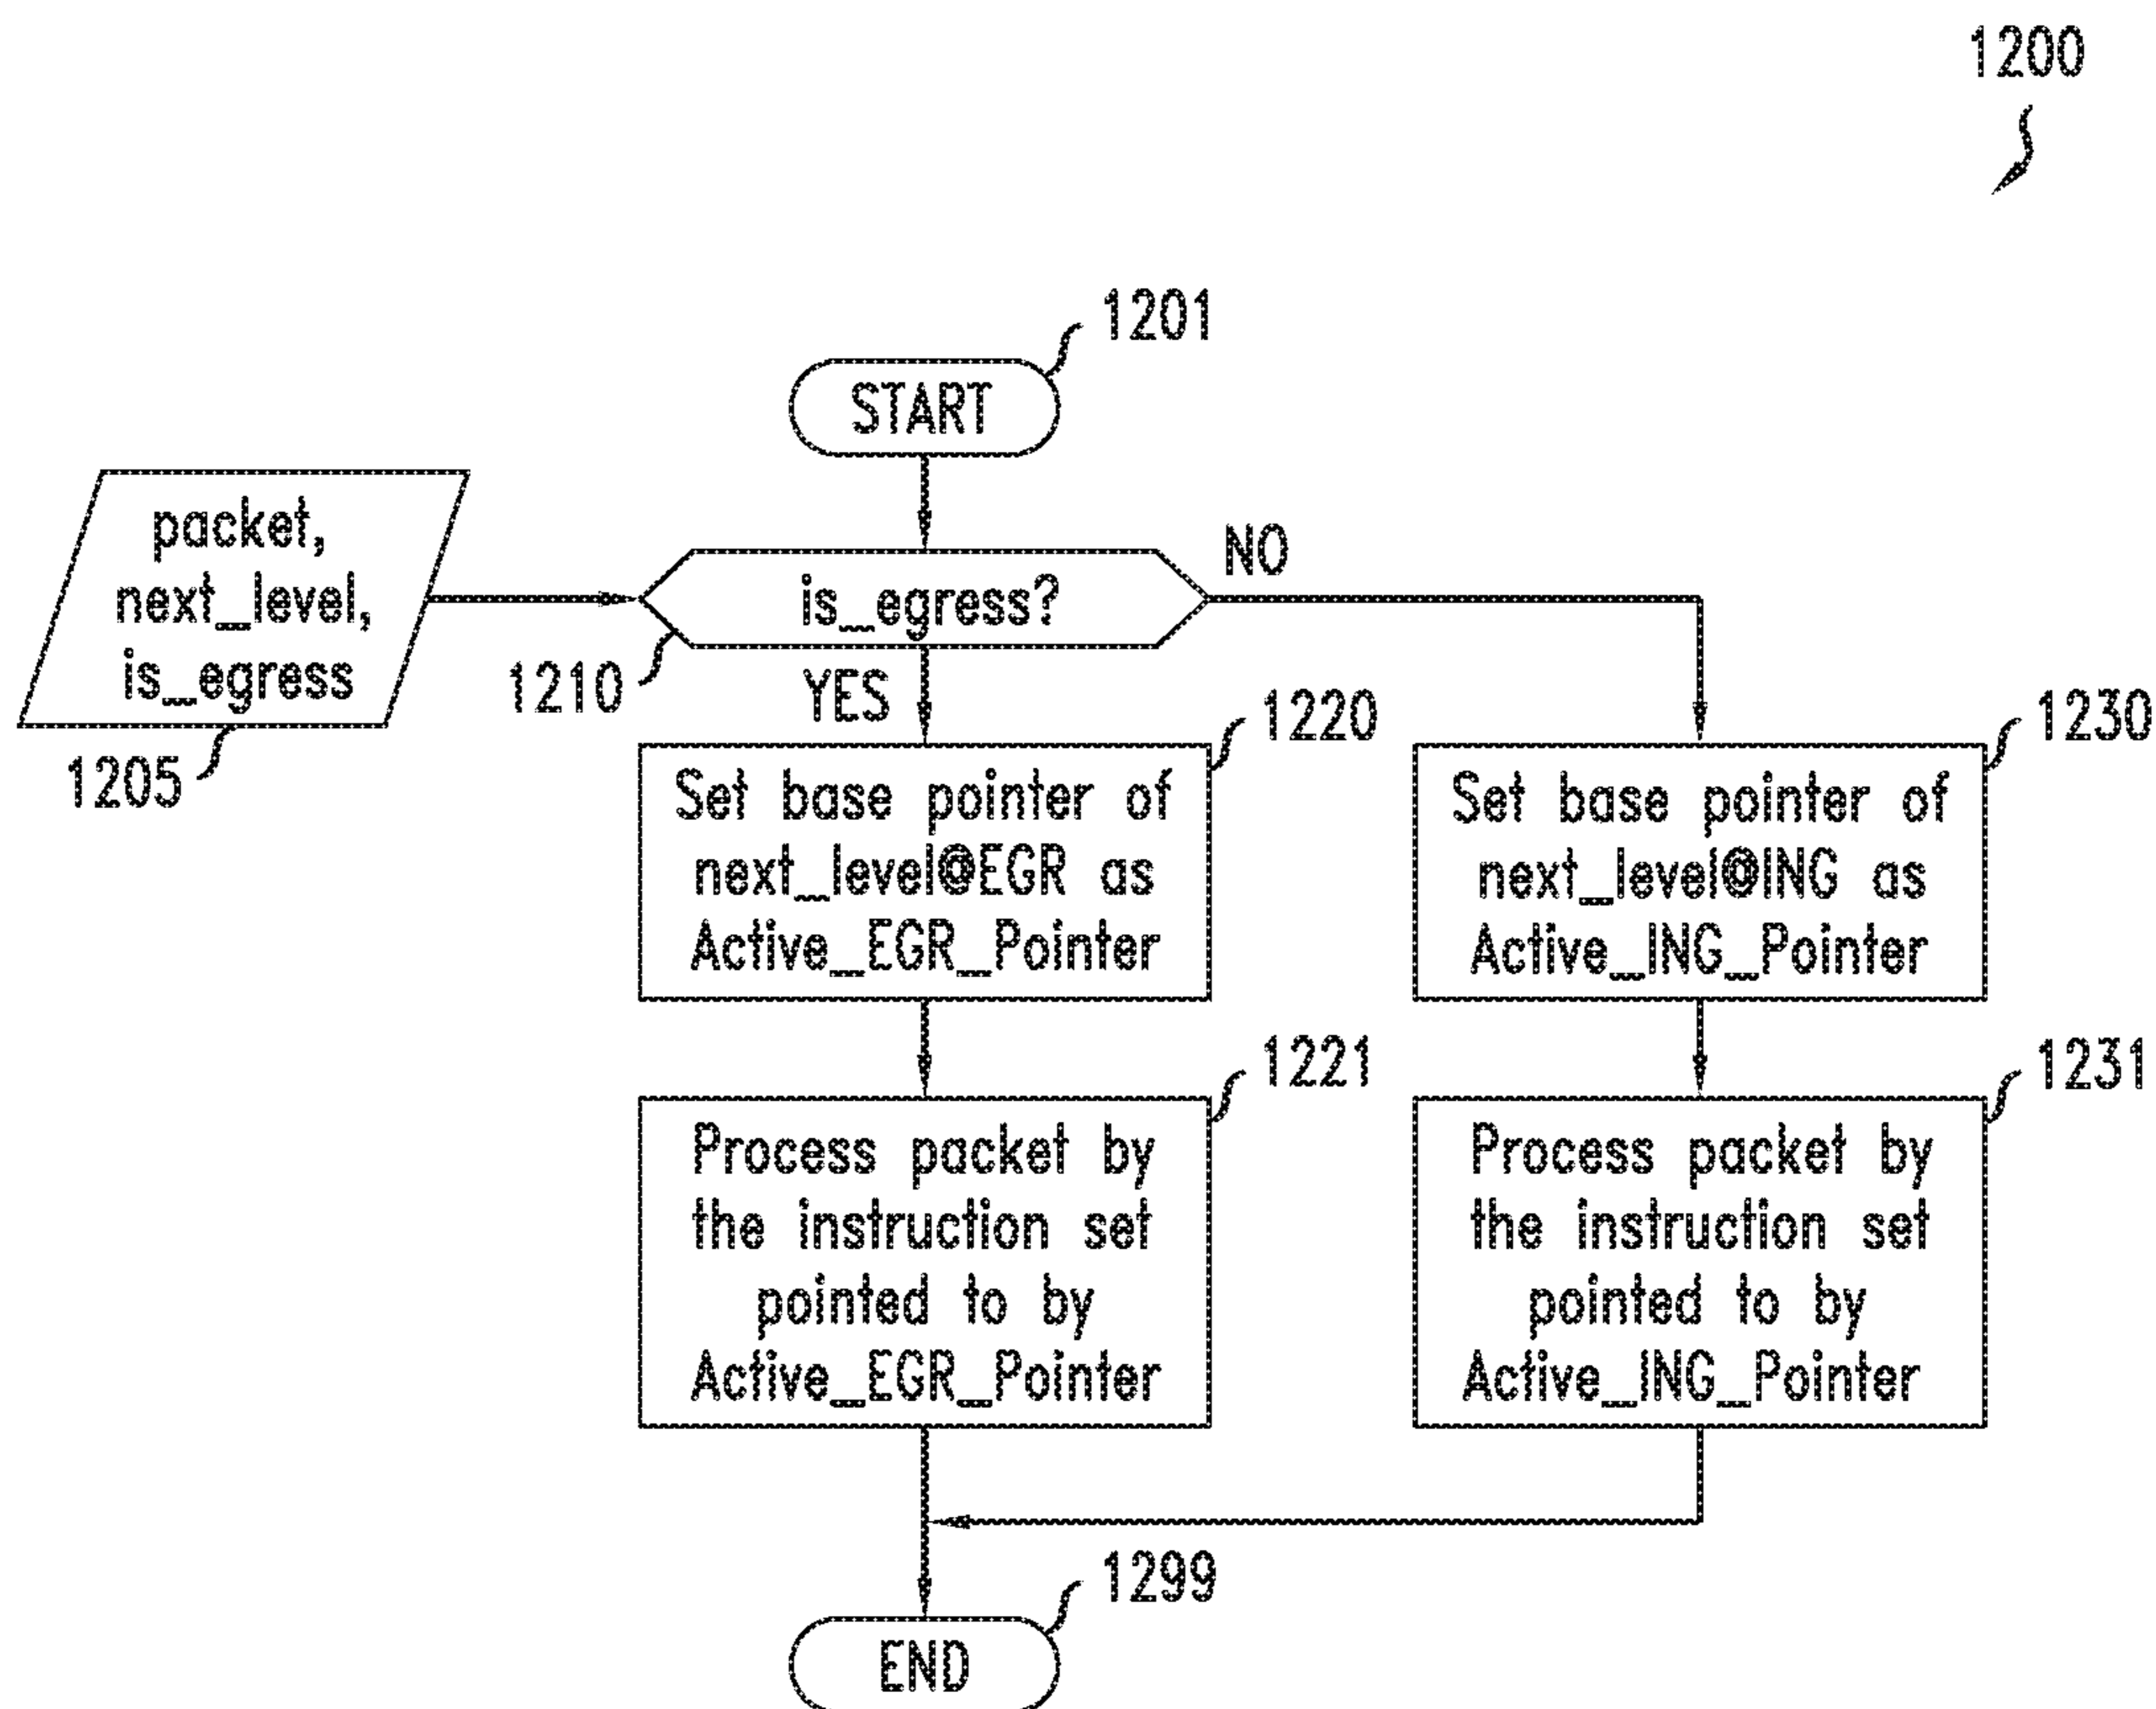 1200
1201
START
packet,
next_level,
is_egress
1205
is_egress?
NO
1210
YES
1220
Set base pointer of
next_level@EGR as
Active_EGR_Pointer
1230
Set base pointer of
next_level@ING as
Active_ING_Pointer
1221
Process packet by
the instruction set
pointed to by
Active_EGR_Pointer
1231
Process packet by
the instruction set
pointed to by
Active_ING_Pointer
1299
END